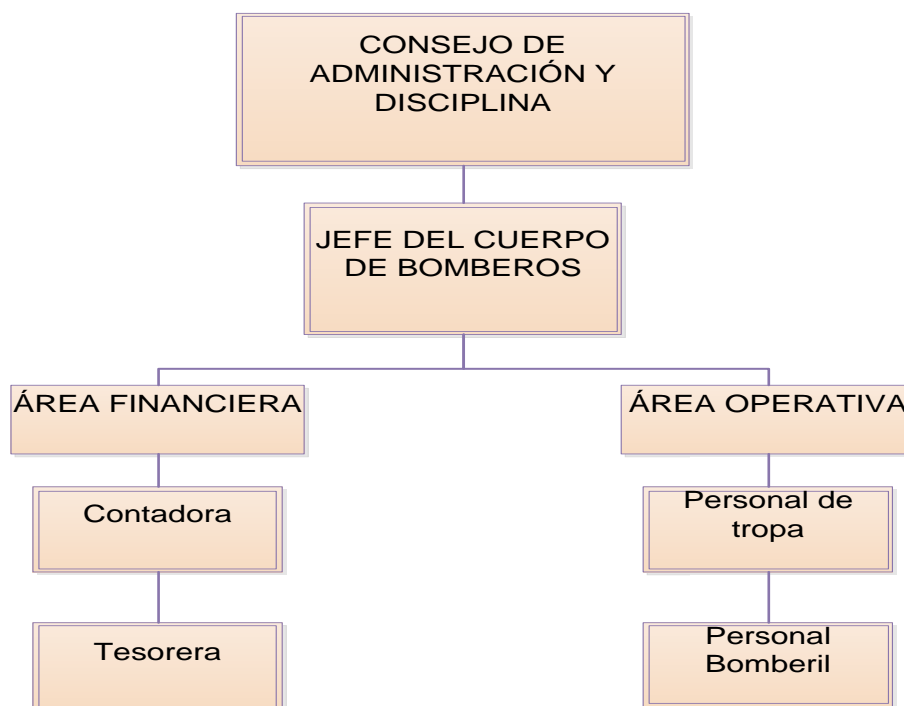 CONSEJO DE
ADMINISTRACIÓN Y
DISCIPLINA
JEFE DEL CUERPO
DE BOMBEROS
ÁREA FINANCIERA
ÁREA OPERATIVA
Contadora
Personal de
tropa
Tesorera
Personal
Bomberil